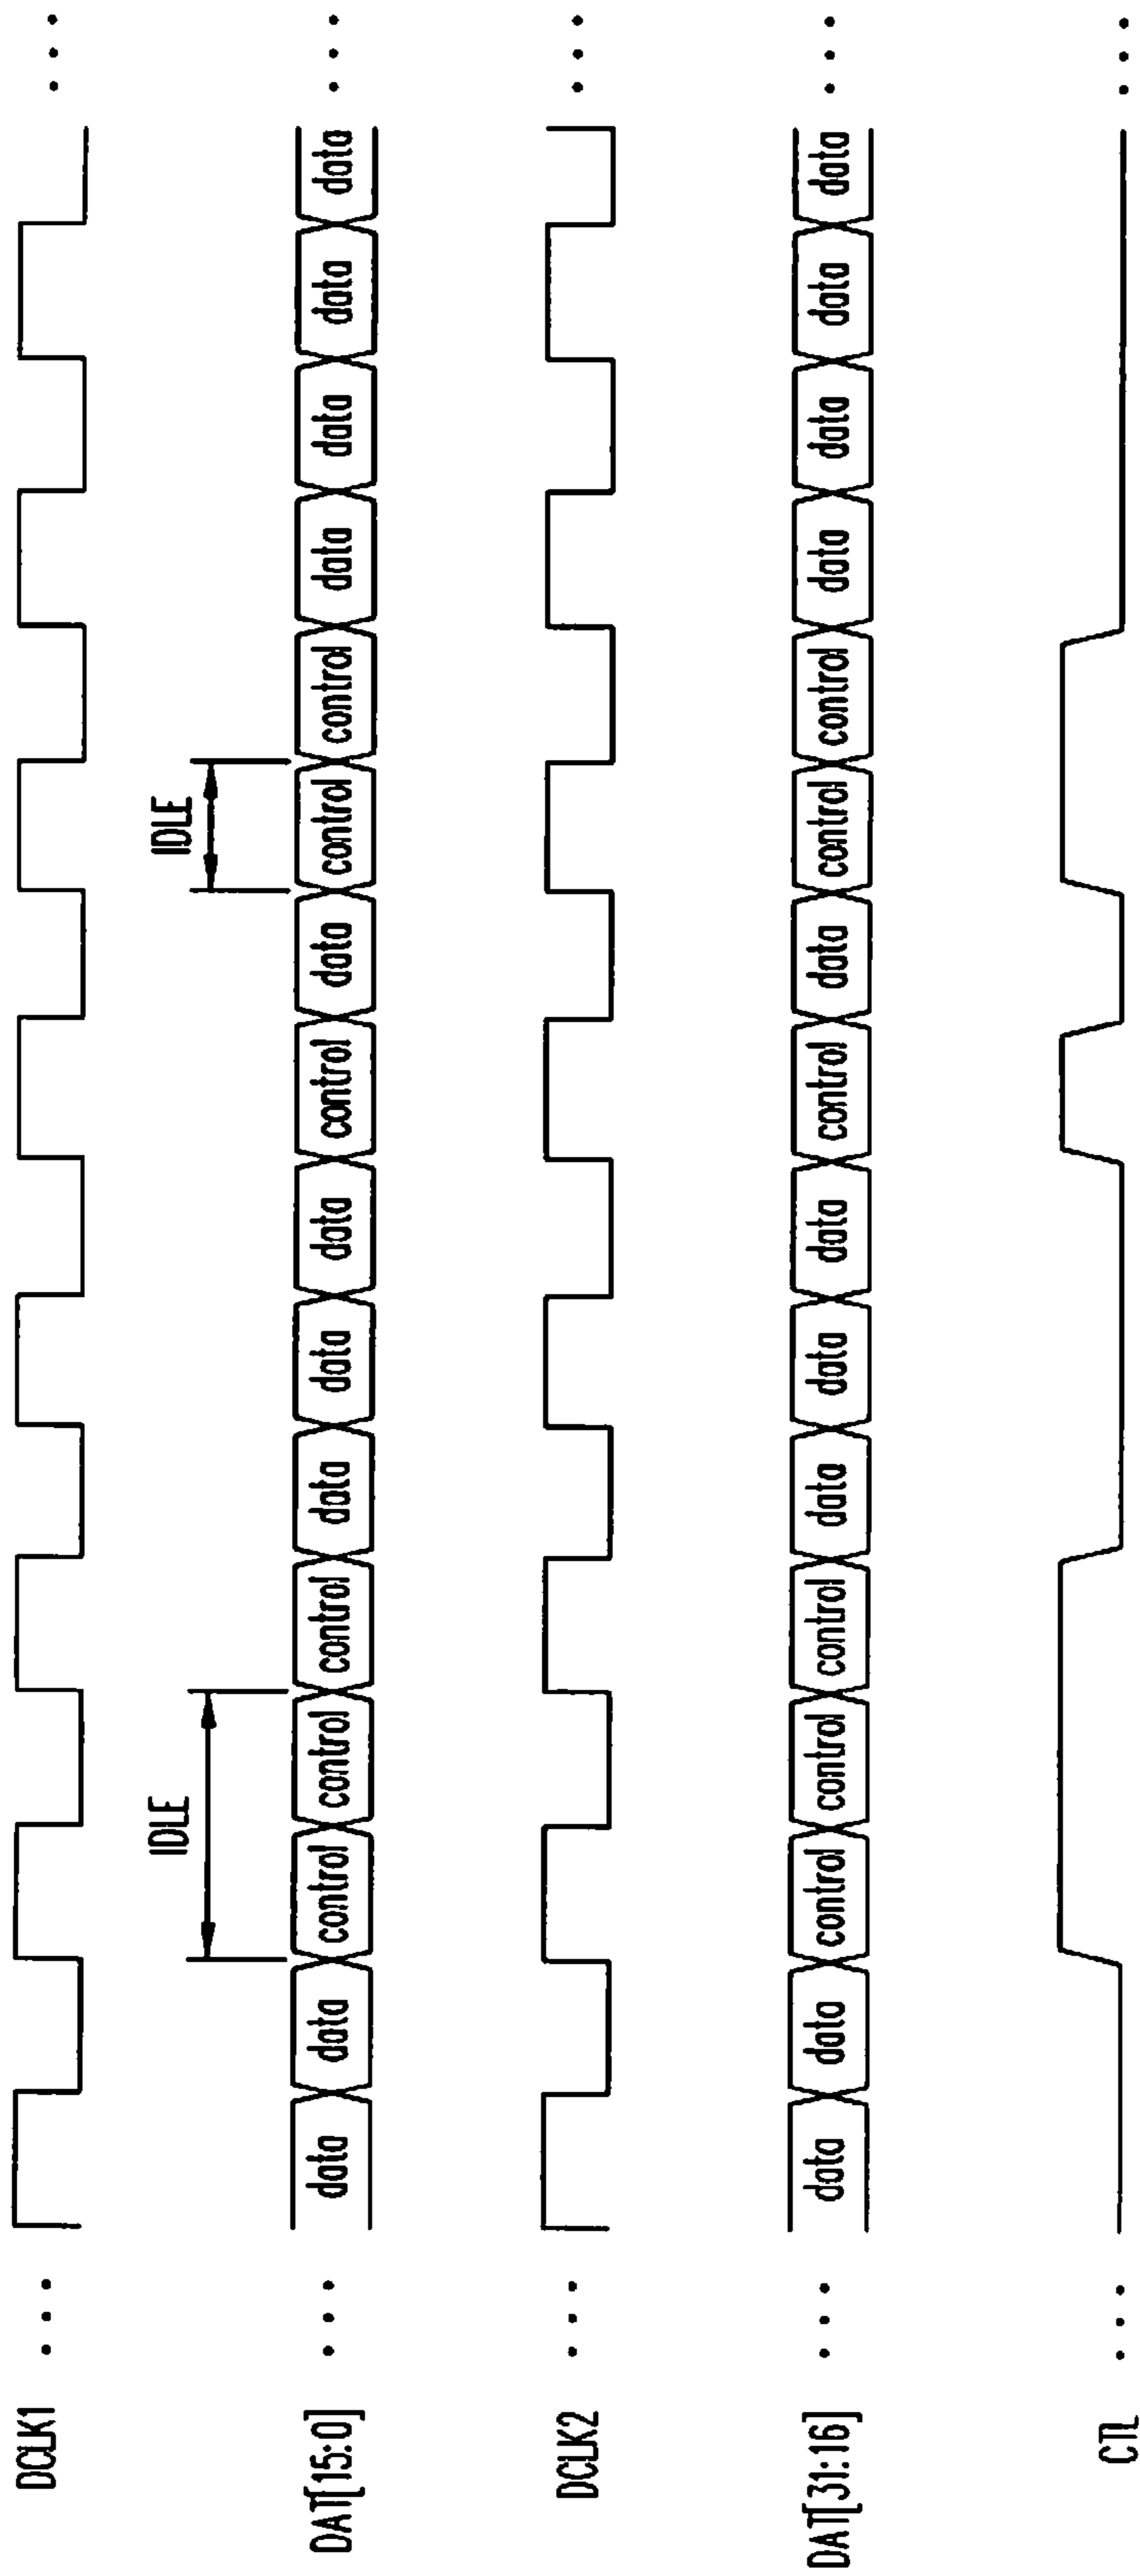 DCLK1 ... ...
IDLE IDLE
DAT[15:0] ... data data control control control data data data control data control control data data data data ...
DCLK2 ... ...
DAT[31:16] ... data data control control control data data data control data control control data data data data ...
CTL ... ...